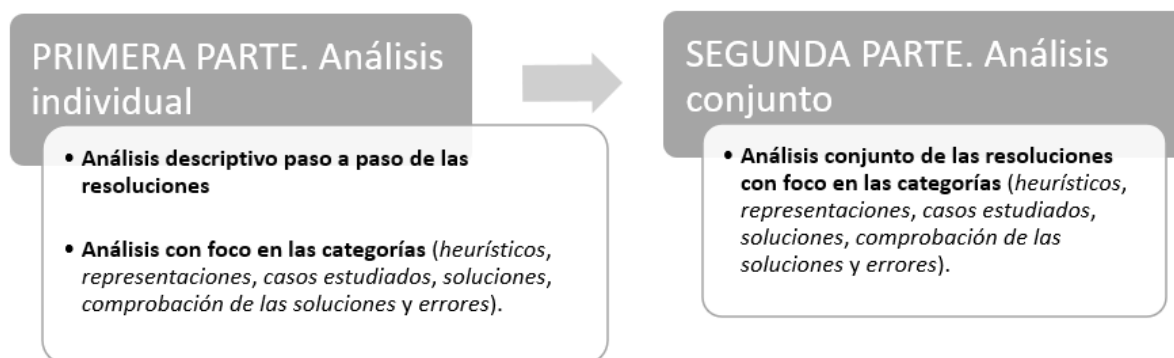 PRIMERA PARTE. Análisis
individual
• Análisis descriptivo paso a paso de las
resoluciones
• Análisis con foco en las categorías (heurísticos,
representaciones, casos estudiados, soluciones,
comprobación de las soluciones y errores).
SEGUNDA PARTE. Análisis
conjunto
• Análisis conjunto de las resoluciones
con foco en las categorías (heurísticos,
representaciones, casos estudiados,
soluciones, comprobación de las
soluciones y errores).